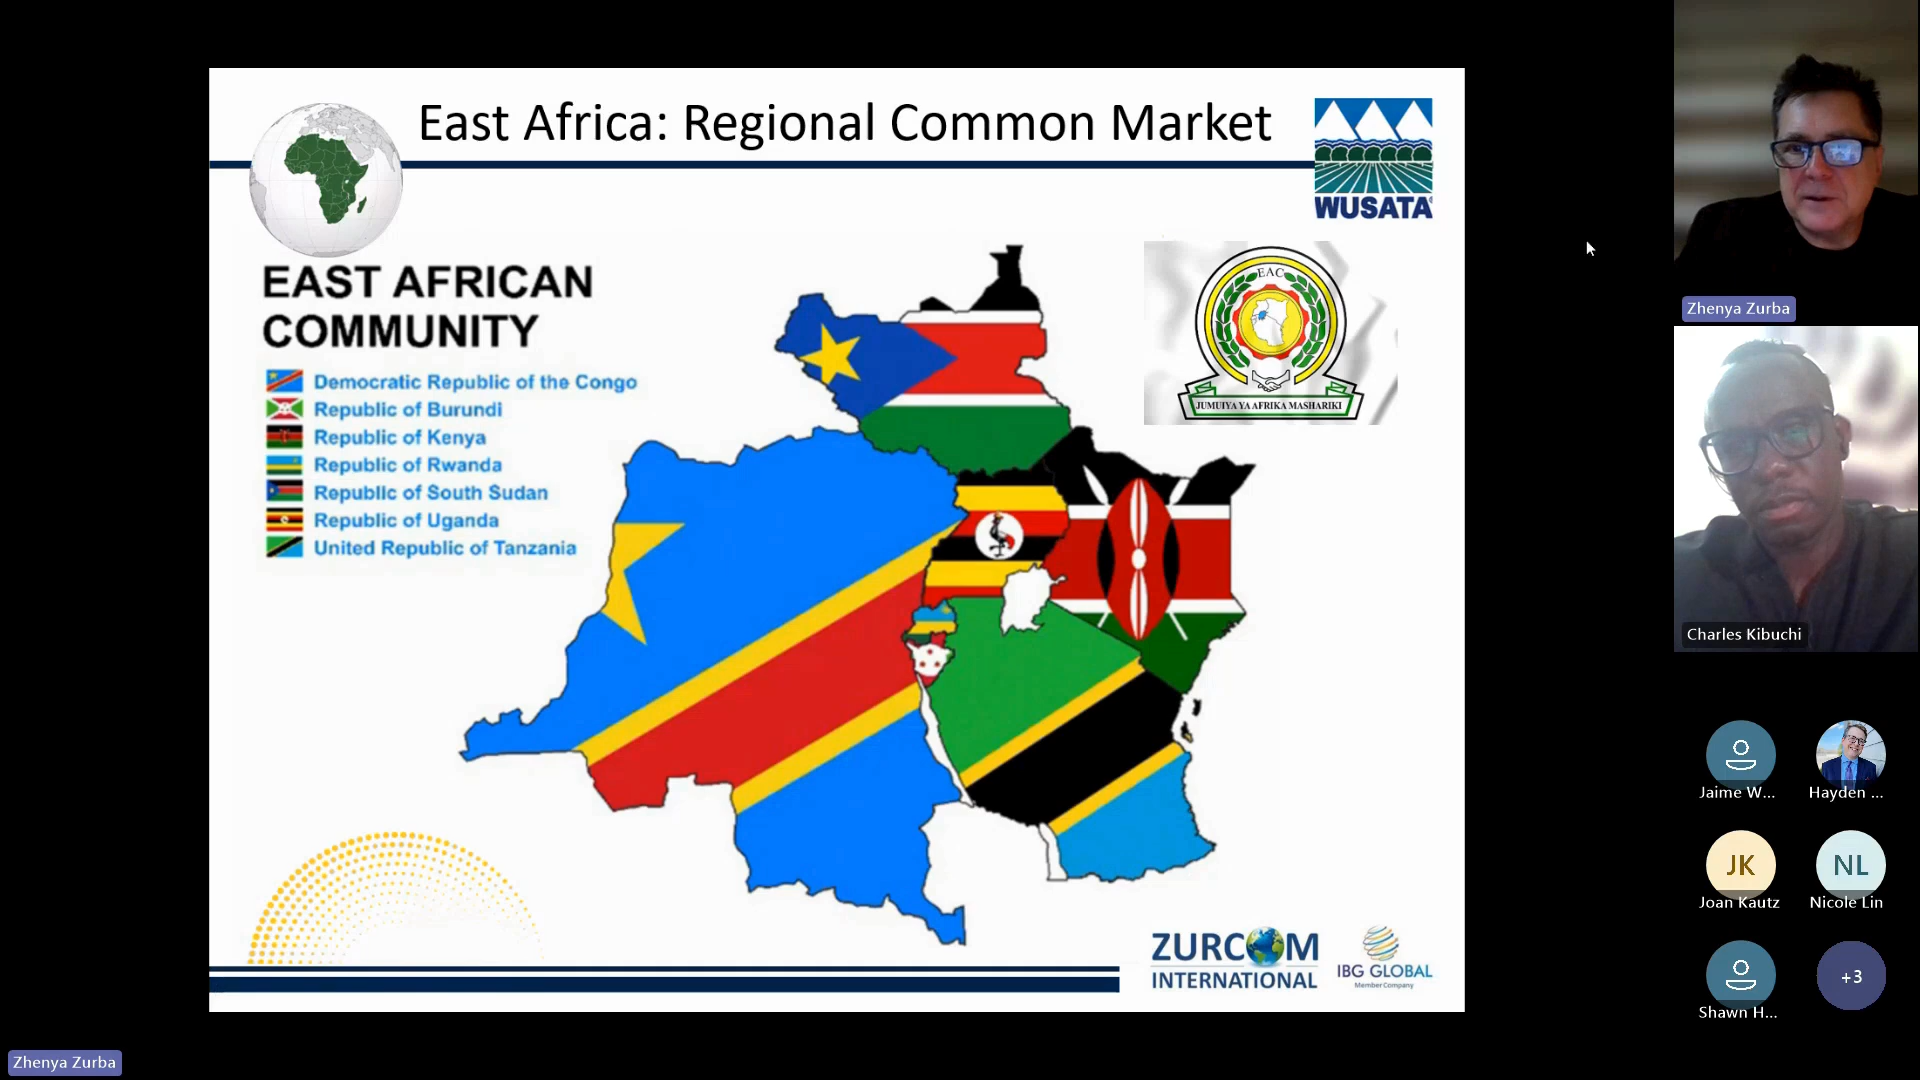 East Africa: Regional Common Market
WUSATA
EAST AFRICAN
COMMUNITY
Democratic Republic of the Congo
Republic of Burundi
Republic of Kenya
Republic of Rwanda
Republic of South Sudan
Republic of Uganda
United Republic of Tanzania
EAC
JUMUIYA YA AFRIKA MASHARIKI
ZURCOM
INTERNATIONAL
IBG GLOBAL
Member Company
Zhenya Zurba
Charles Kibuchi
Jaime W...
Hayden ...
JK
Joan Kautz
NL
Nicole Lin
Shawn H...
+3
Zhenya Zurba